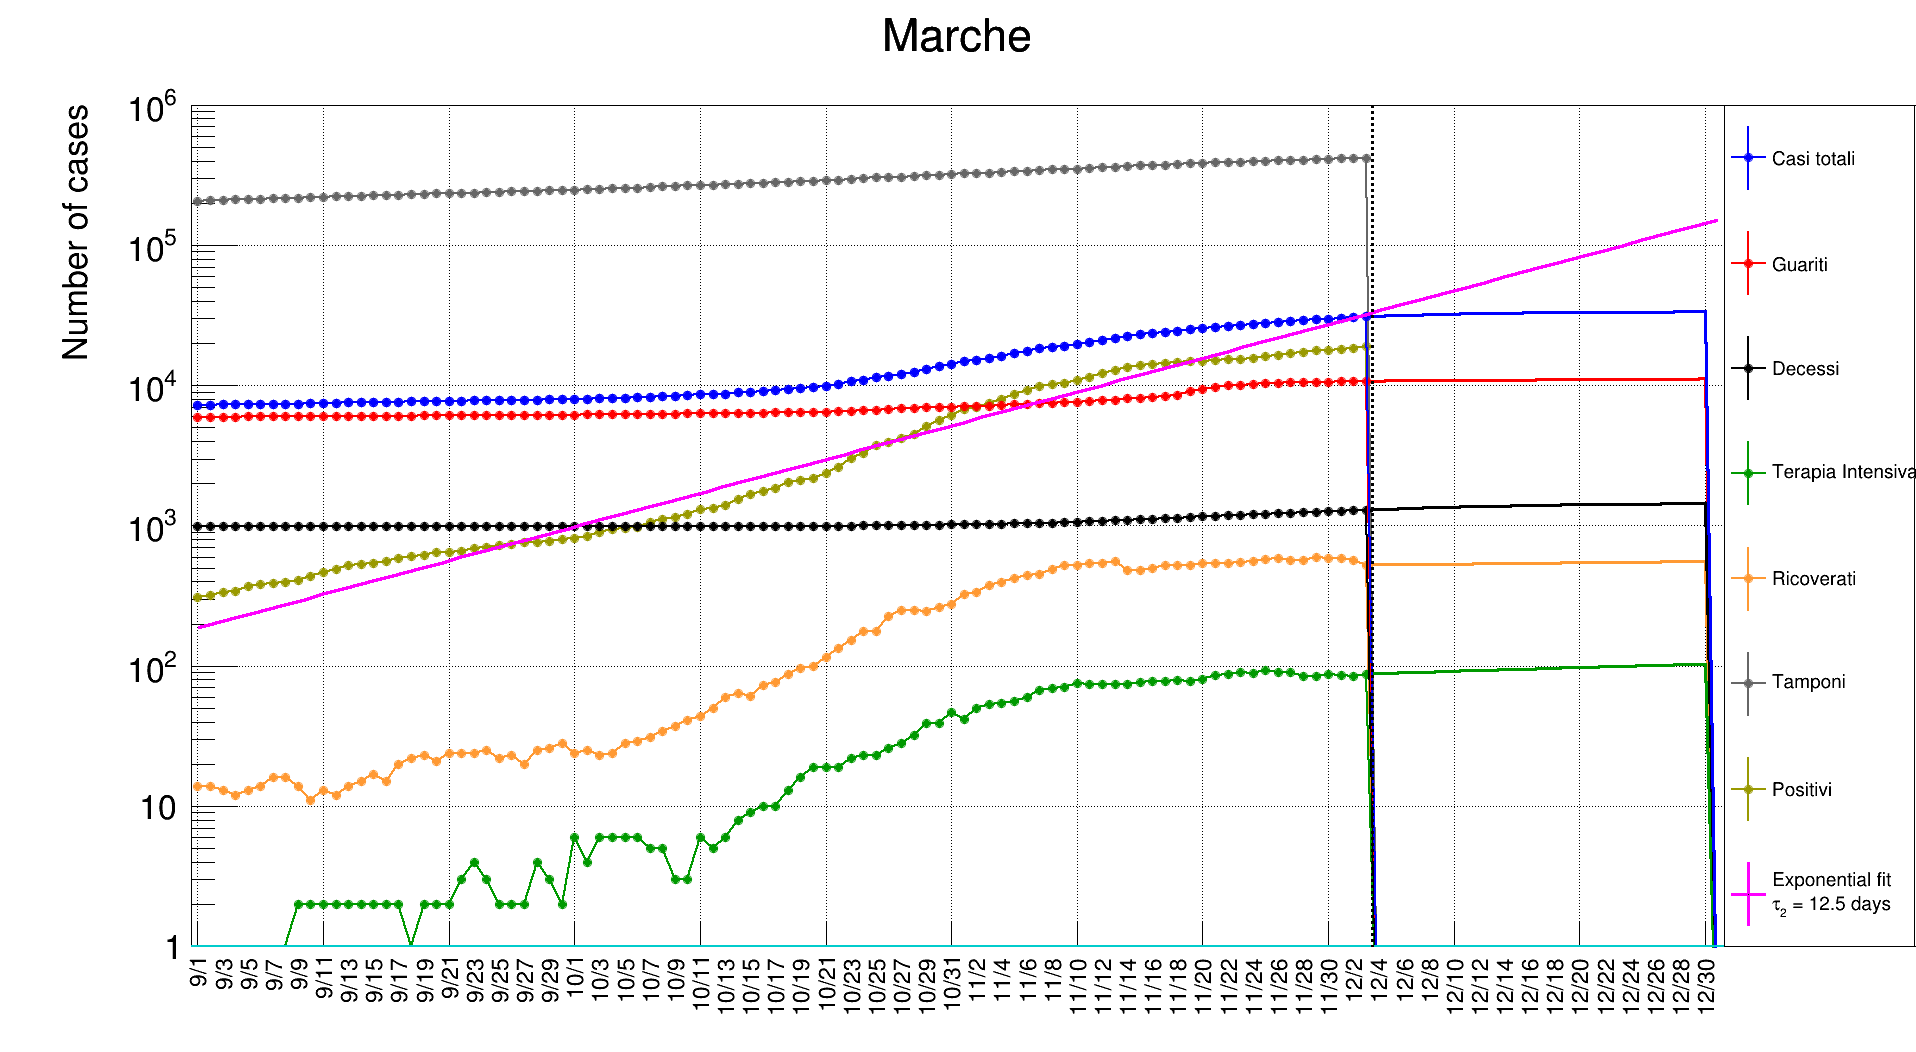 Marche
Number of cases
10^6
10^5
10^4
10^3
10^2
10
1
9/1 9/3 9/5 9/7 9/9 9/11 9/13 9/15 9/17 9/19 9/21 9/23 9/25 9/27 9/29 10/1 10/3 10/5 10/7 10/9 10/11 10/13 10/15 10/17 10/19 10/21 10/23 10/25 10/27 10/29 10/31 11/2 11/4 11/6 11/8 11/10 11/12 11/14 11/16 11/18 11/20 11/22 11/24 11/26 11/28 11/30 12/2 12/4 12/6 12/8 12/10 12/12 12/14 12/16 12/18 12/20 12/22 12/24 12/26 12/28 12/30
Casi totali
Guariti
Decessi
Terapia Intensiva
Ricoverati
Tamponi
Positivi
Exponential fit
τ_2 = 12.5 days